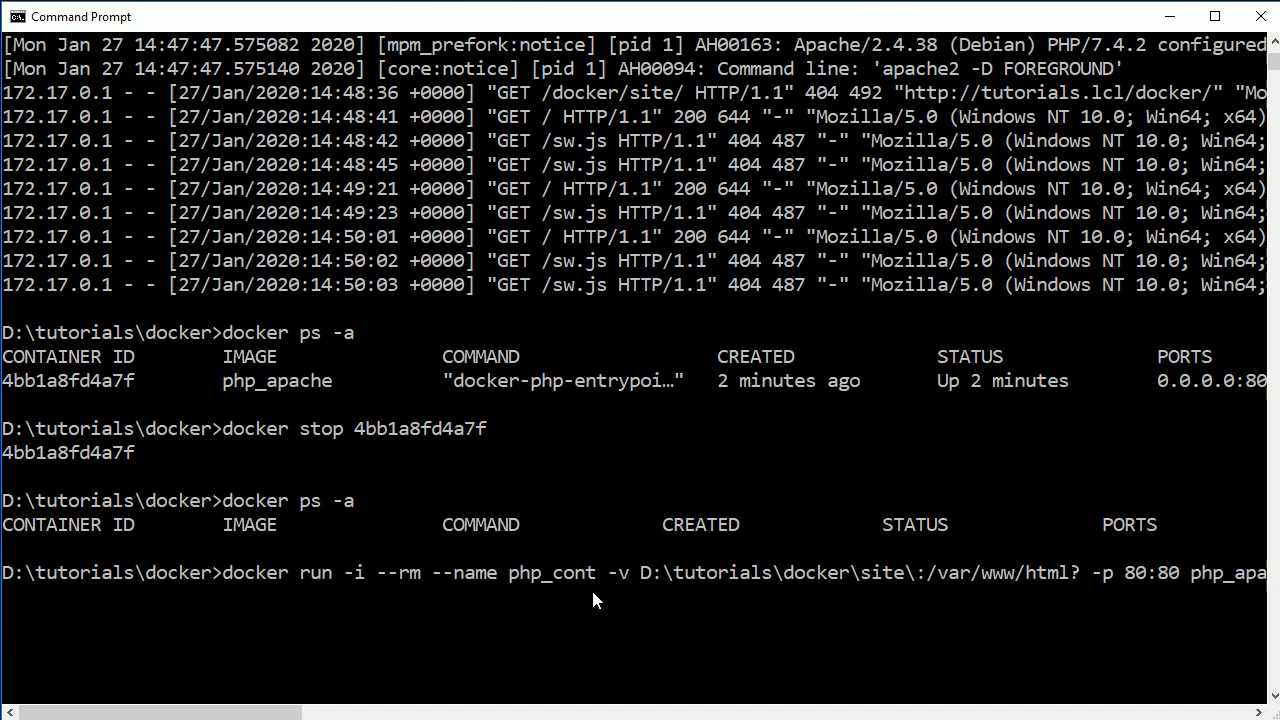 Command Prompt
[Mon Jan 27 14:47:47.575082 2020] [mpm_prefork:notice] [pid 1] AH00163: Apache/2.4.38 (Debian) PHP/7.4.2 configured
[Mon Jan 27 14:47:47.575140 2020] [core:notice] [pid 1] AH00094: Command line: 'apache2 -D FOREGROUND'
172.17.0.1 - - [27/Jan/2020:14:48:36 +0000] "GET /docker/site/ HTTP/1.1" 404 492 "http://tutorials.lcl/docker/" "Mo
172.17.0.1 - - [27/Jan/2020:14:48:41 +0000] "GET / HTTP/1.1" 200 644 "-" "Mozilla/5.0 (Windows NT 10.0; Win64; x64)
172.17.0.1 - - [27/Jan/2020:14:48:42 +0000] "GET /sw.js HTTP/1.1" 404 487 "-" "Mozilla/5.0 (Windows NT 10.0; Win64;
172.17.0.1 - - [27/Jan/2020:14:48:45 +0000] "GET /sw.js HTTP/1.1" 404 487 "-" "Mozilla/5.0 (Windows NT 10.0; Win64;
172.17.0.1 - - [27/Jan/2020:14:49:21 +0000] "GET / HTTP/1.1" 200 644 "-" "Mozilla/5.0 (Windows NT 10.0; Win64; x64)
172.17.0.1 - - [27/Jan/2020:14:49:23 +0000] "GET /sw.js HTTP/1.1" 404 487 "-" "Mozilla/5.0 (Windows NT 10.0; Win64;
172.17.0.1 - - [27/Jan/2020:14:50:01 +0000] "GET / HTTP/1.1" 200 644 "-" "Mozilla/5.0 (Windows NT 10.0; Win64; x64)
172.17.0.1 - - [27/Jan/2020:14:50:02 +0000] "GET /sw.js HTTP/1.1" 404 487 "-" "Mozilla/5.0 (Windows NT 10.0; Win64;
172.17.0.1 - - [27/Jan/2020:14:50:03 +0000] "GET /sw.js HTTP/1.1" 404 487 "-" "Mozilla/5.0 (Windows NT 10.0; Win64;
D:\tutorials\docker>docker ps -a
CONTAINER ID IMAGE COMMAND CREATED STATUS PORTS
4bb1a8fd4a7f php_apache "docker-php-entrypoi…" 2 minutes ago Up 2 minutes 0.0.0.0:80
D:\tutorials\docker>docker stop 4bb1a8fd4a7f
4bb1a8fd4a7f
D:\tutorials\docker>docker ps -a
CONTAINER ID IMAGE COMMAND CREATED STATUS PORTS
D:\tutorials\docker>docker run -i --rm --name php_cont -v D:\tutorials\docker\site\:/var/www/html? -p 80:80 php_apa